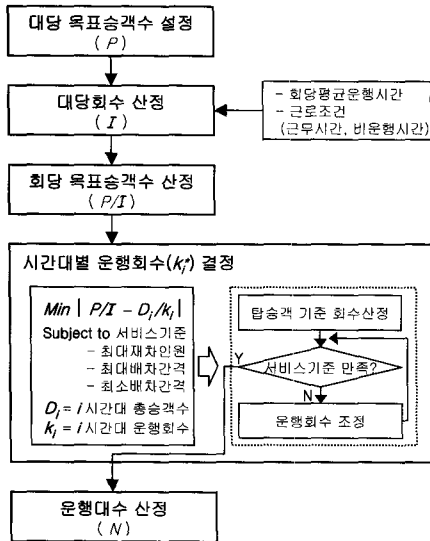 대당 목표승객수 설정
( P )
대당회수 산정
( I )
- 회당평균운행시간
- 근로조건
(근무시간, 비운행시간)
회당 목표승객수 산정
( P/I )
시간대별 운행회수(kᵢ*) 결정
Min | P/I - Dᵢ/kᵢ |
Subject to 서비스기준
- 최대재차인원
- 최대배차간격
- 최소배차간격
Dᵢ = i 시간대 총승객수
kᵢ = i 시간대 운행회수
탑승객 기준 회수산정
Y
서비스기준 만족?
N
운행회수 조정
운행대수 산정
( N )